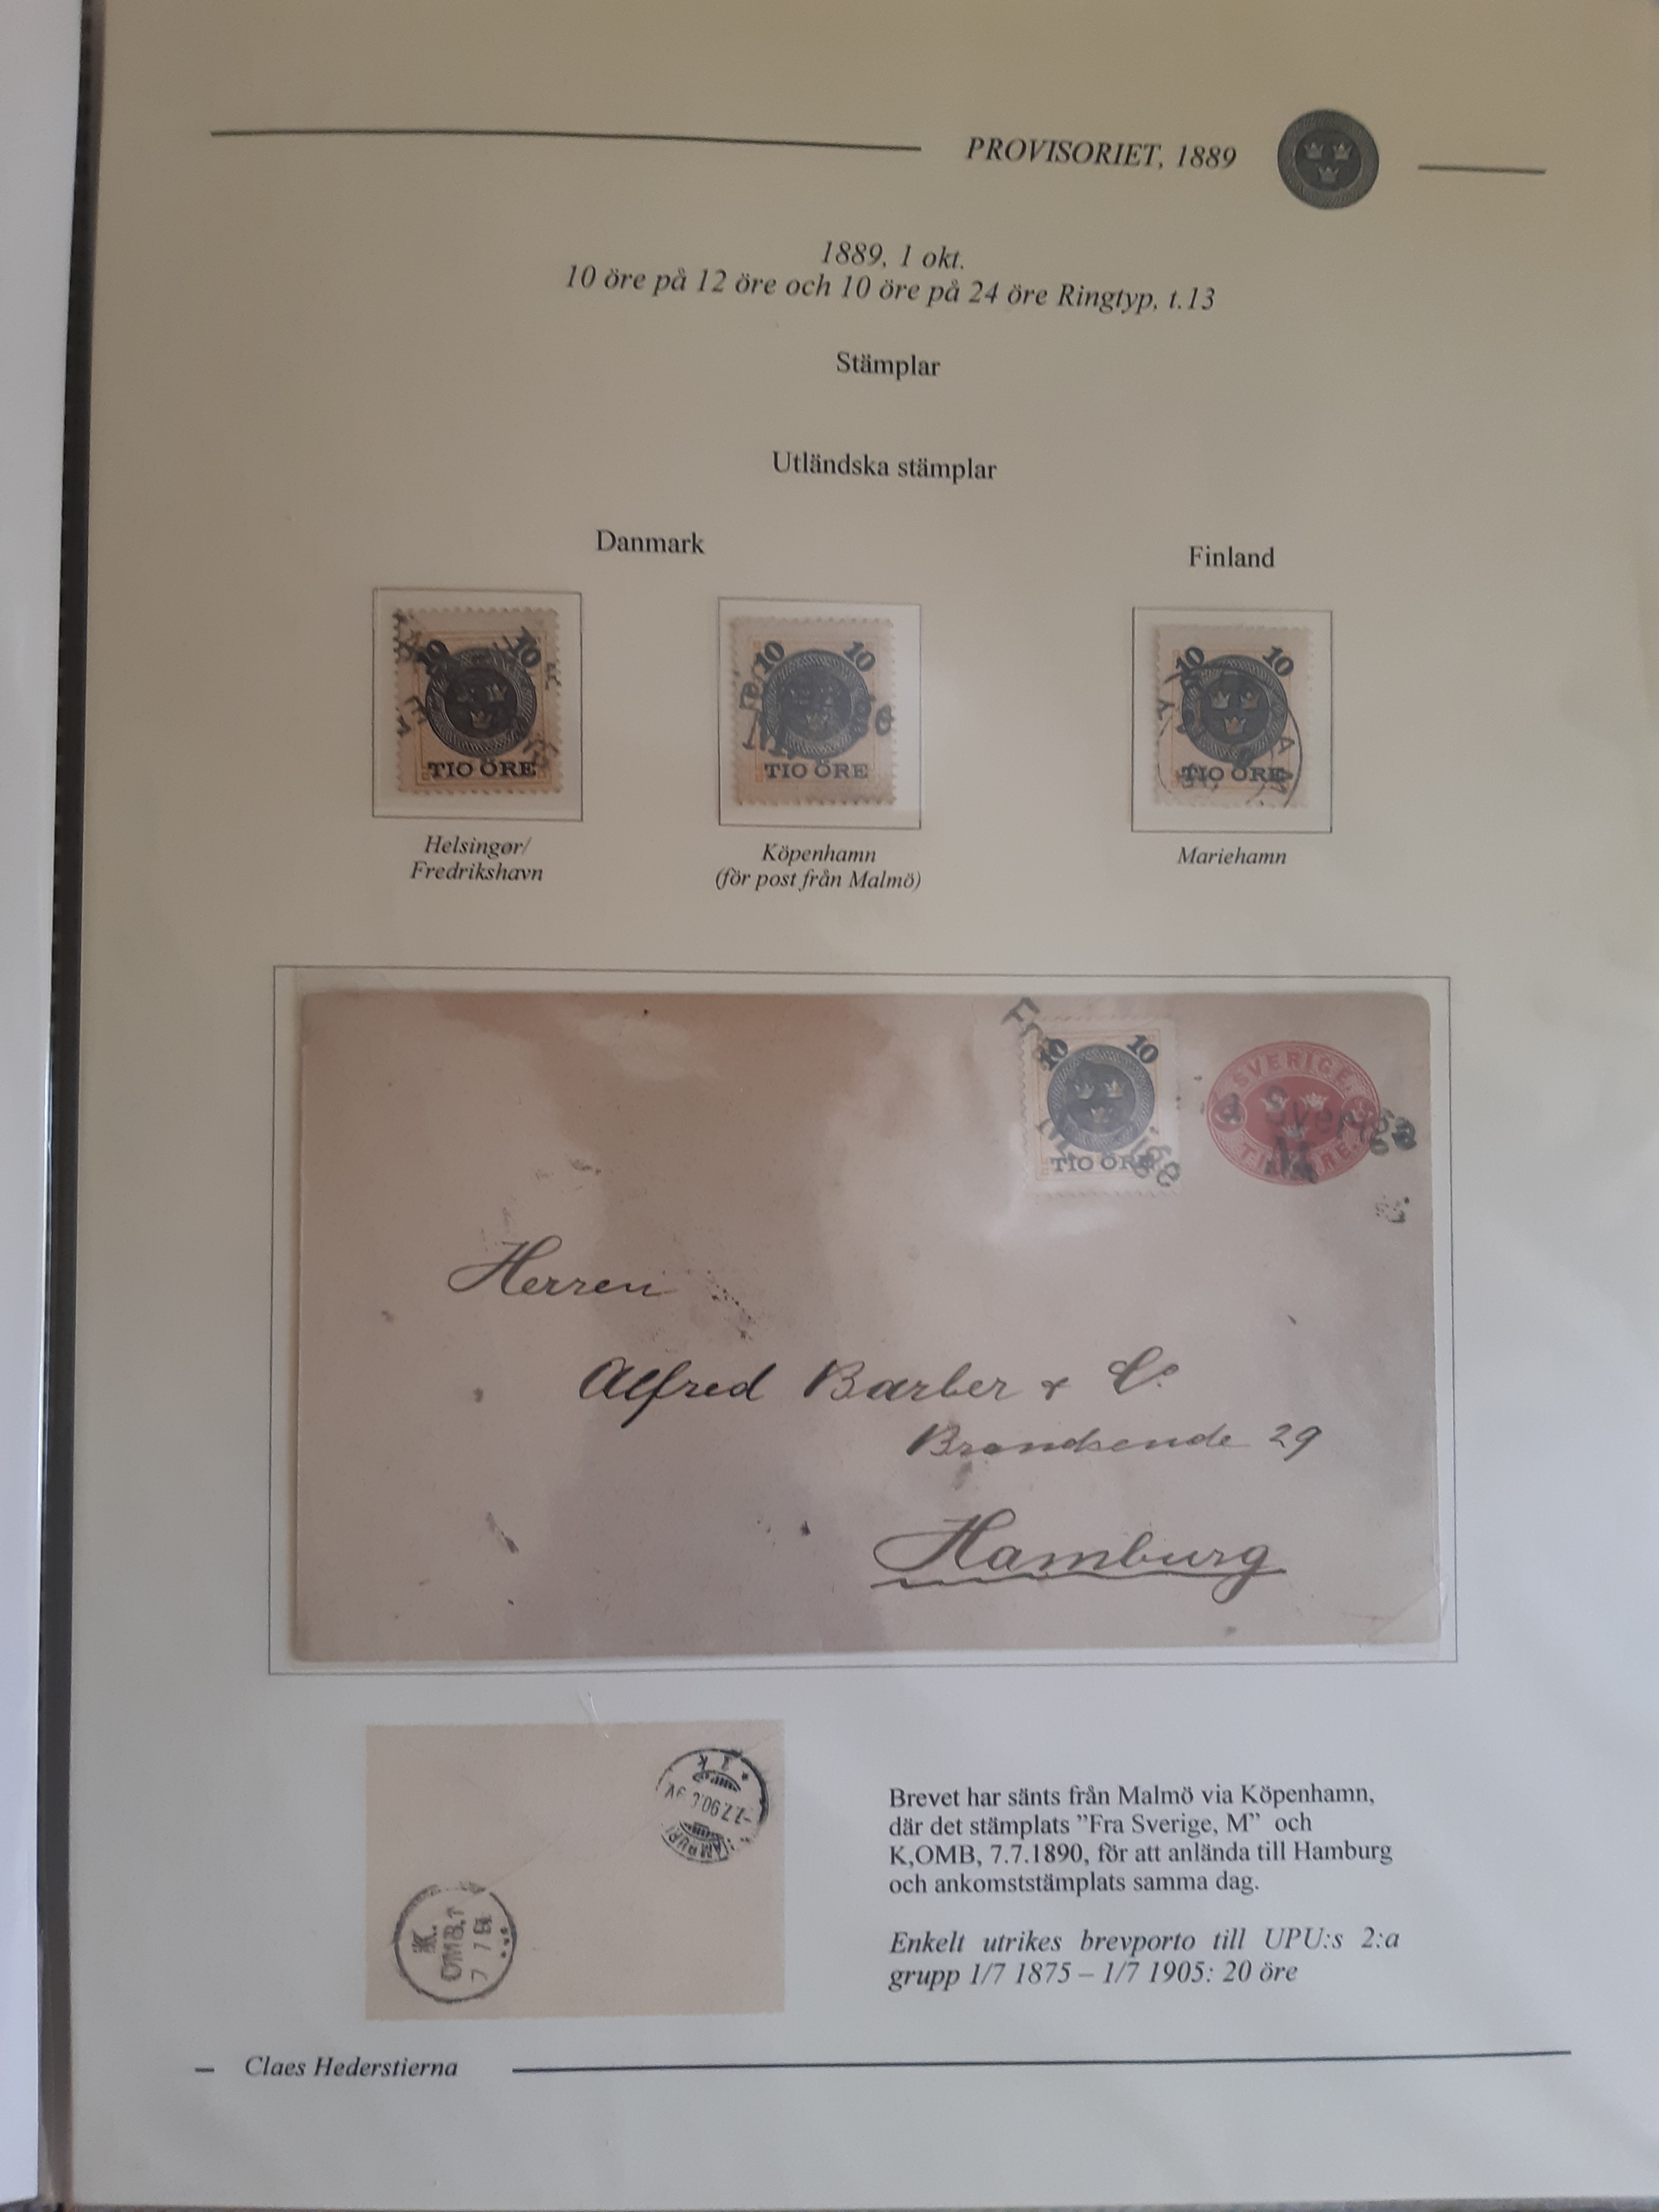 PROVISORIET, 1889
1889, 1 okt.
10 öre på 12 öre och 10 öre på 24 öre Ringtyp, t.13
Stämplar
Utländska stämplar
Danmark
Finland
10 10
TIO ÖRE
10 10
TIO ÖRE
10 10
TIO ÖRE
Helsingør/
Fredrikshavn
Köpenhamn
(för post från Malmö)
Mariehamn
10 10
TIO ÖRE
SVERIGE
a Sverige
M
Herren
Alfred Barber & Co
Brandsende 29
Hamburg
K.
OMB.1
7 7
Brevet har sänts från Malmö via Köpenhamn,
där det stämplats ”Fra Sverige, M” och
K,OMB, 7.7.1890, för att anlända till Hamburg
och ankomststämplats samma dag.
Enkelt utrikes brevporto till UPU:s 2:a
grupp 1/7 1875 – 1/7 1905: 20 öre
Claes Hederstierna